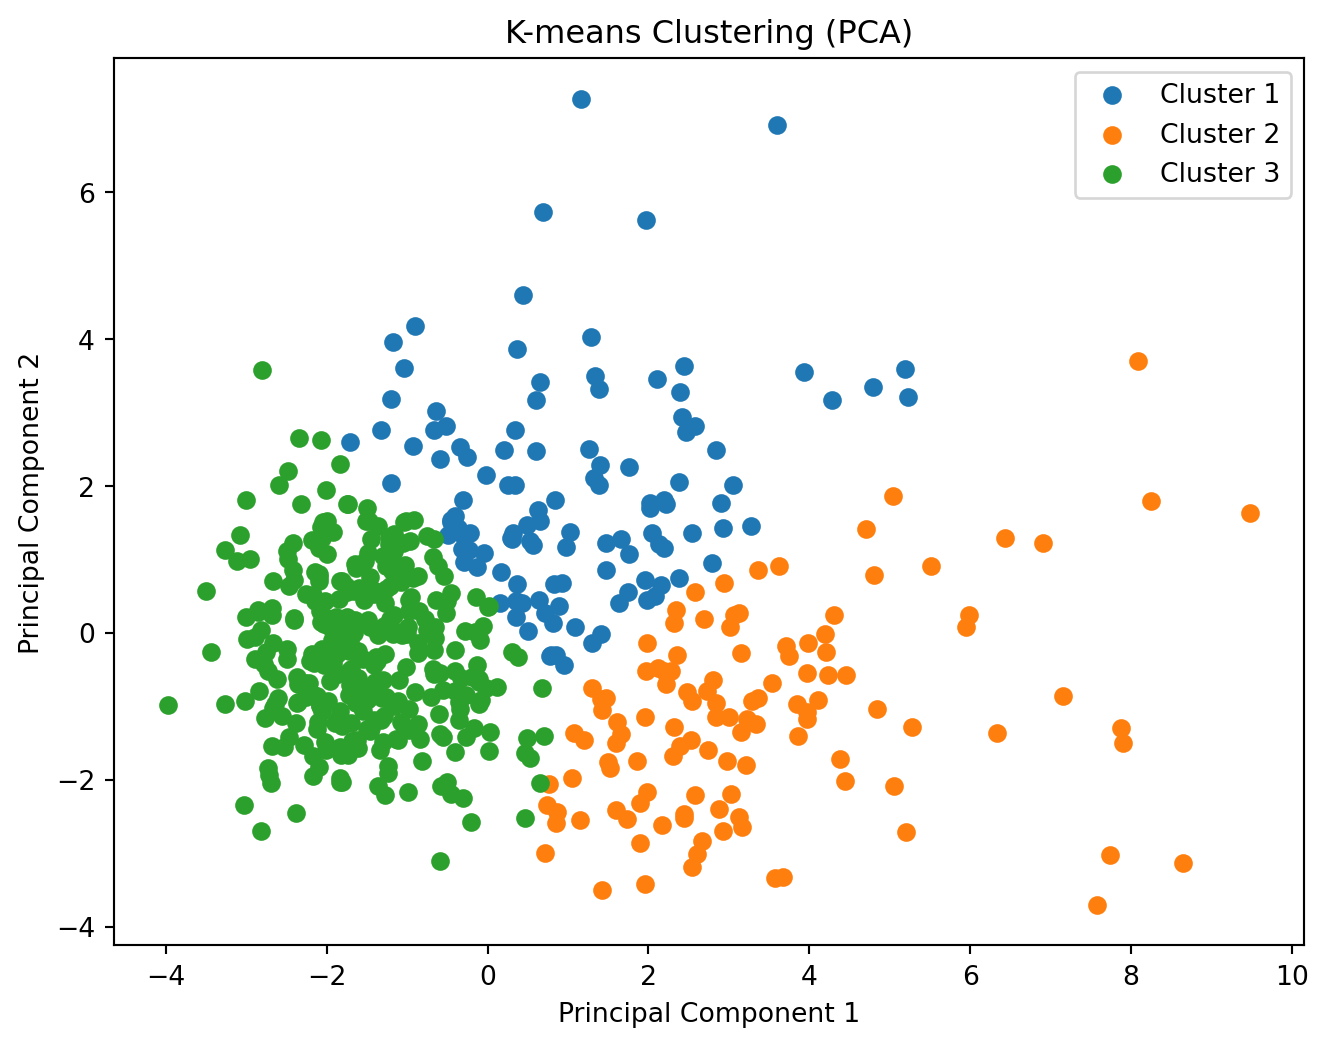 K-means Clustering (PCA)
Cluster 1
Cluster 2
Cluster 3
Principal Component 2
6
4
2
0
−2
−4
−4 −2 0 2 4 6 8 10
Principal Component 1